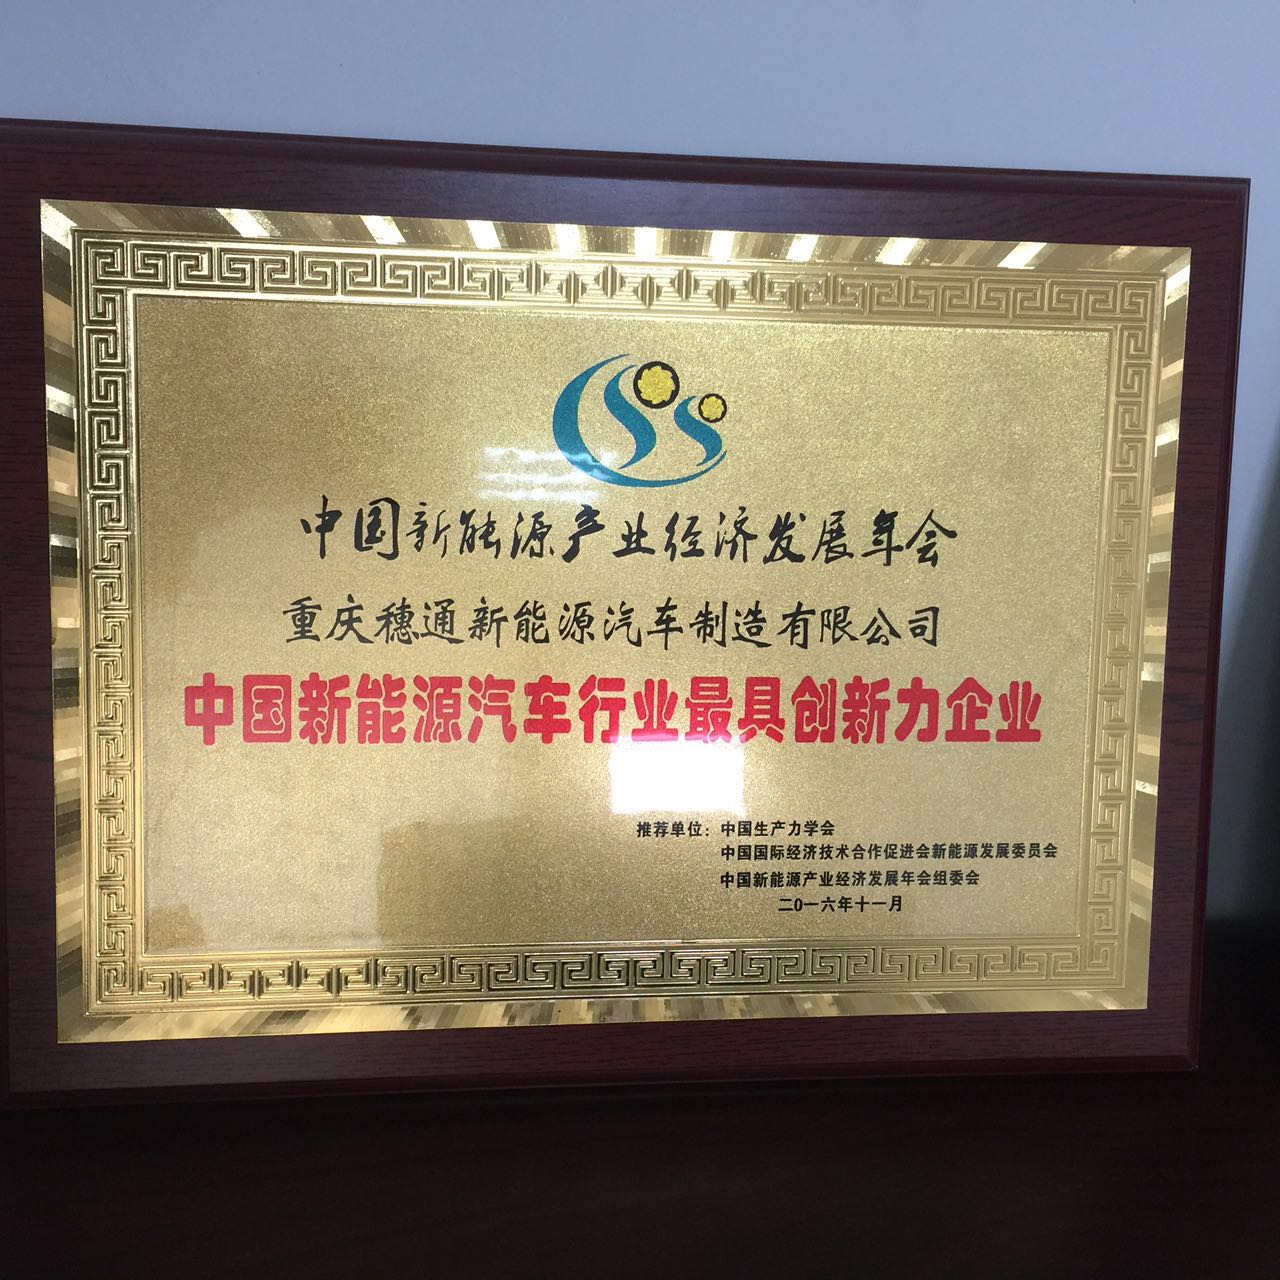 中国新能源产业经济发展年会
重庆穗通新能源汽车制造有限公司
中国新能源汽车行业最具创新力企业
推荐单位：中国生产力学会
中国国际经济技术合作促进会新能源发展委员会
中国新能源产业经济发展年会组委会
二0一六年十一月